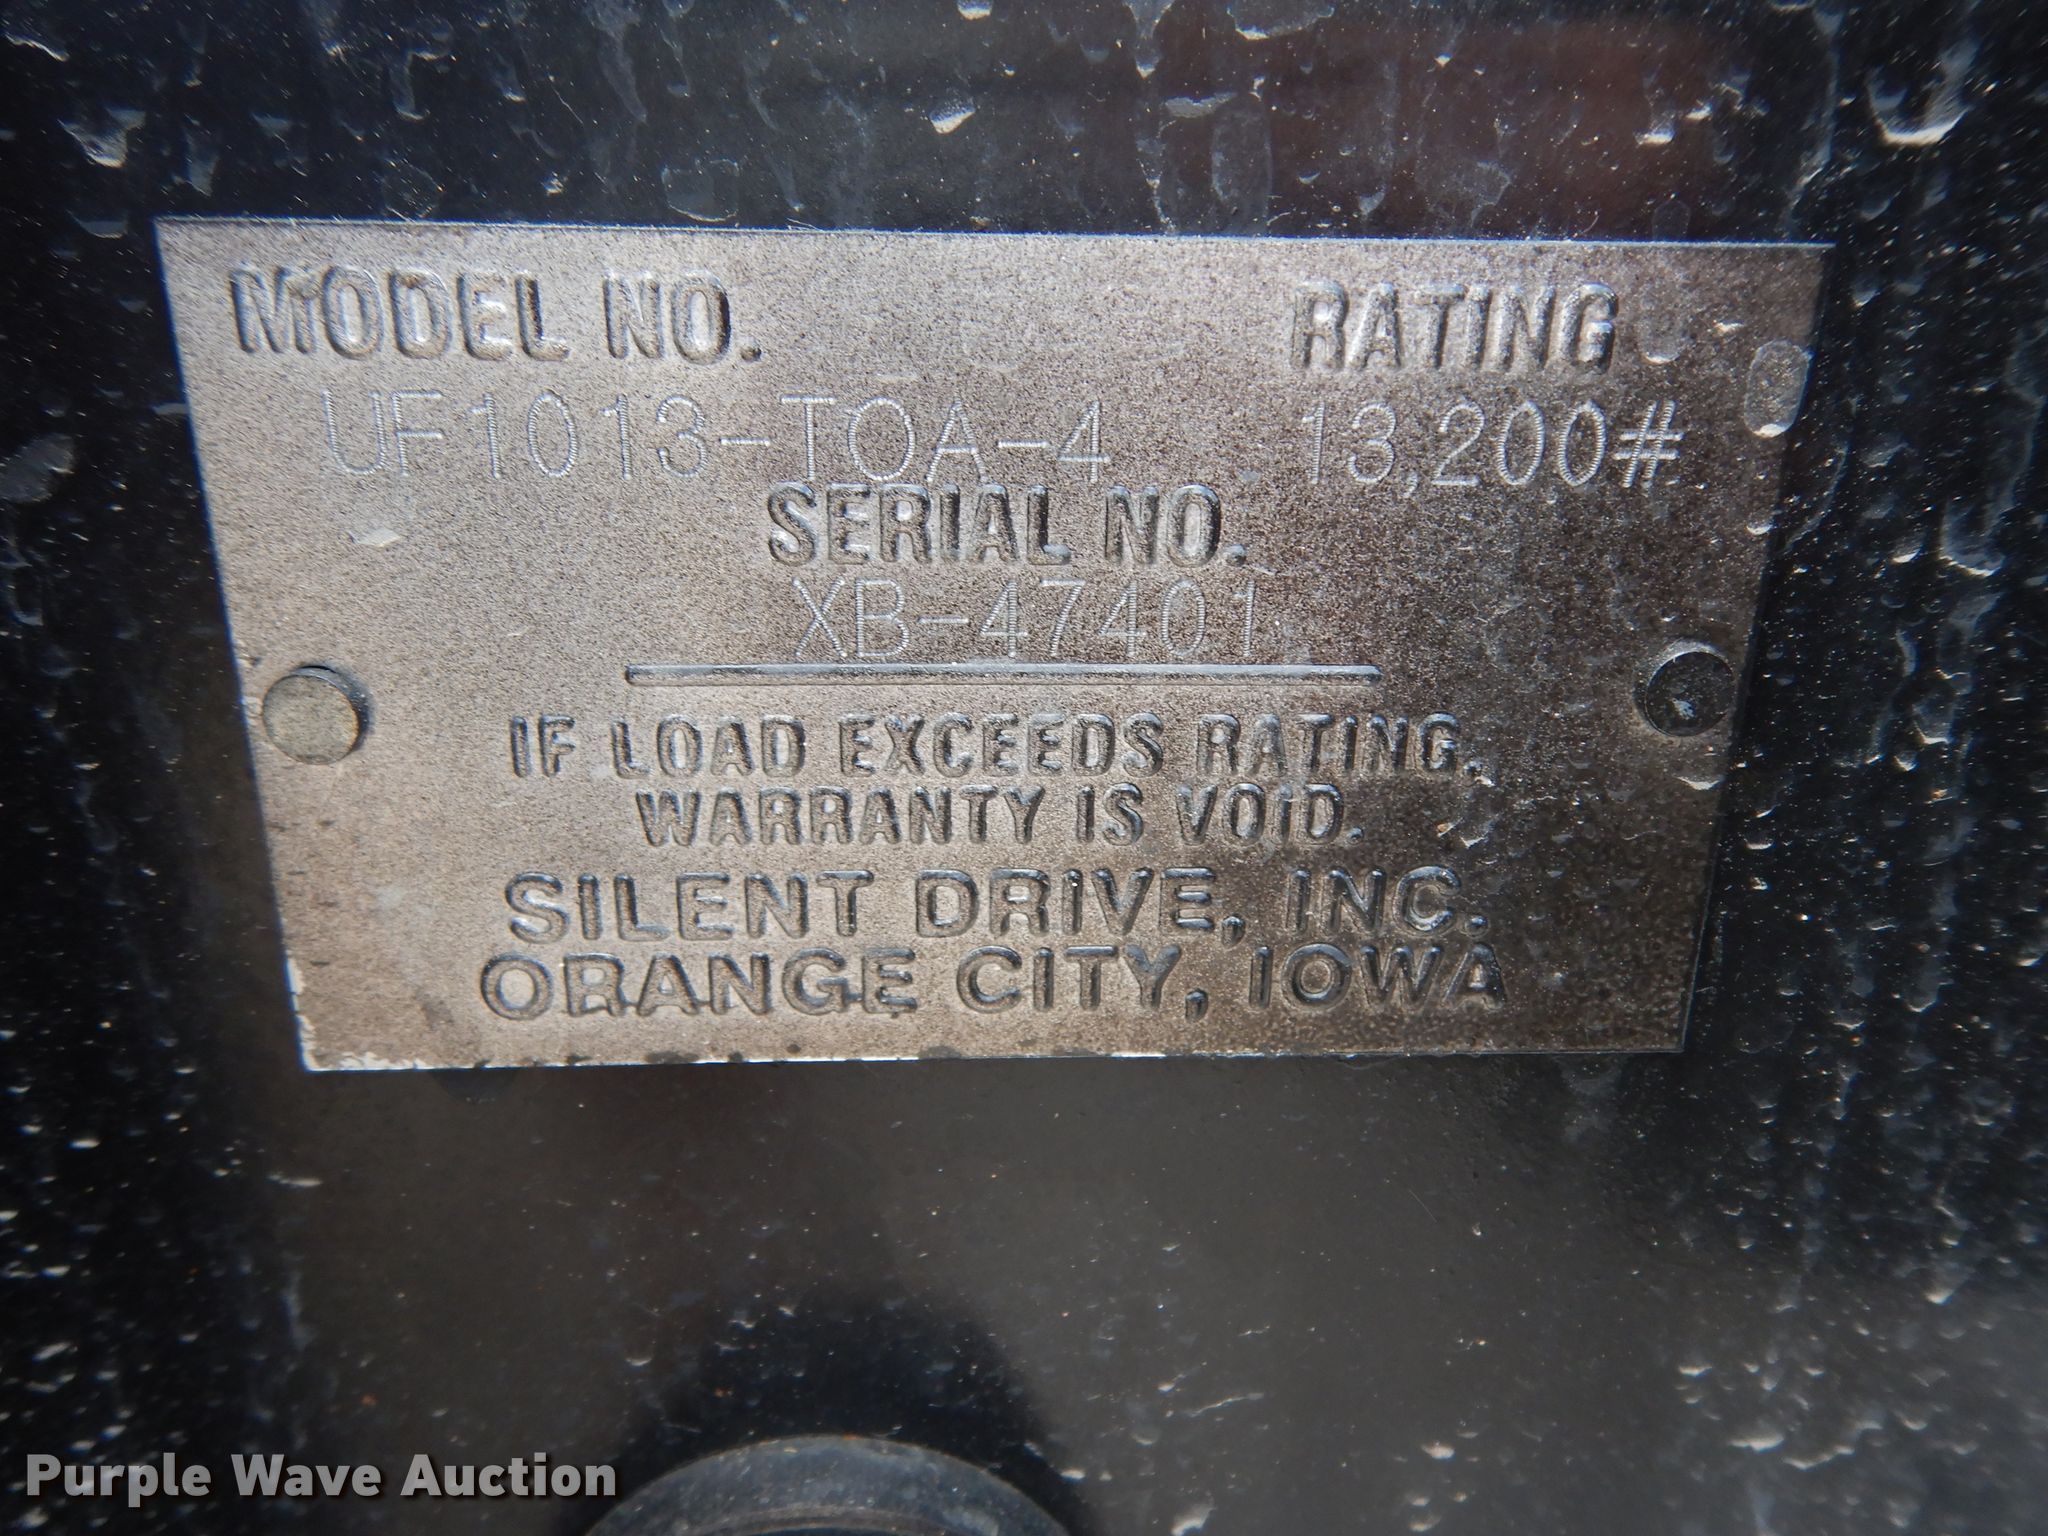 MODEL NO. RATING
UF1013-TOA-4 13,200#
SERIAL NO.
XB-47401
IF LOAD EXCEEDS RATING,
WARRANTY IS VOID.
SILENT DRIVE, INC.
ORANGE CITY, IOWA
Purple Wave Auction